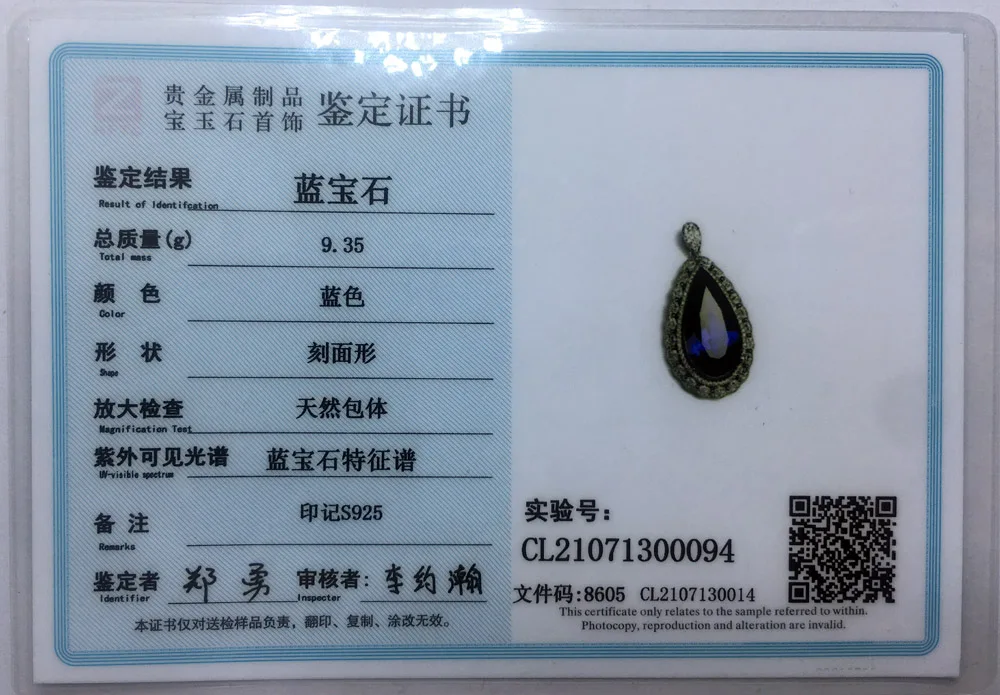 贵金属制品
宝玉石首饰
鉴定证书
鉴定结果 蓝宝石
Result of Identifcation
总质量(g) 9.35
Total mass
颜 色 蓝色
Color
形 状 刻面形
Shape
放大检查 天然包体
Magnification Test
紫外可见光谱 蓝宝石特征谱
UV-visible spectrum
备 注 印记S925
Remarks
鉴定者 郑勇 审核者: 李约瀚
Identifier Inspecter
本证书仅对送检样品负责，翻印、复制、涂改无效。
实验号:
CL21071300094
文件码:8605 CL2107130014
This certificate only relates to the sample referred to within.
Photocopy, reproduction and alteration are invalid.